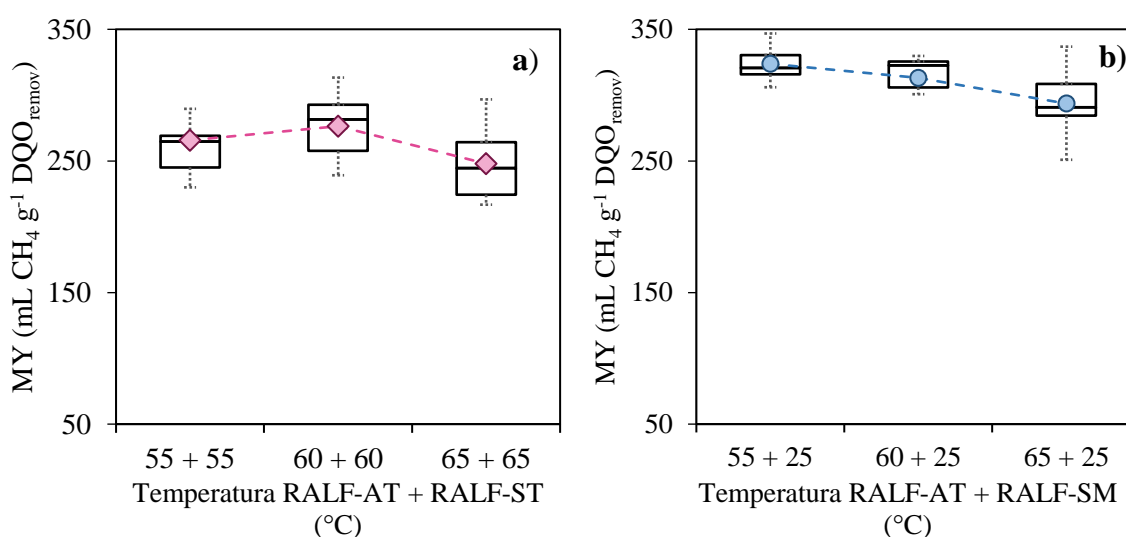 a)
MY (mL CH4 g-1 DQOremov)
350
250
150
50
55 + 55 60 + 60 65 + 65
Temperatura RALF-AT + RALF-ST
(°C)
b)
MY (mL CH4 g-1 DQOremov)
350
250
150
50
55 + 25 60 + 25 65 + 25
Temperatura RALF-AT + RALF-SM
(°C)